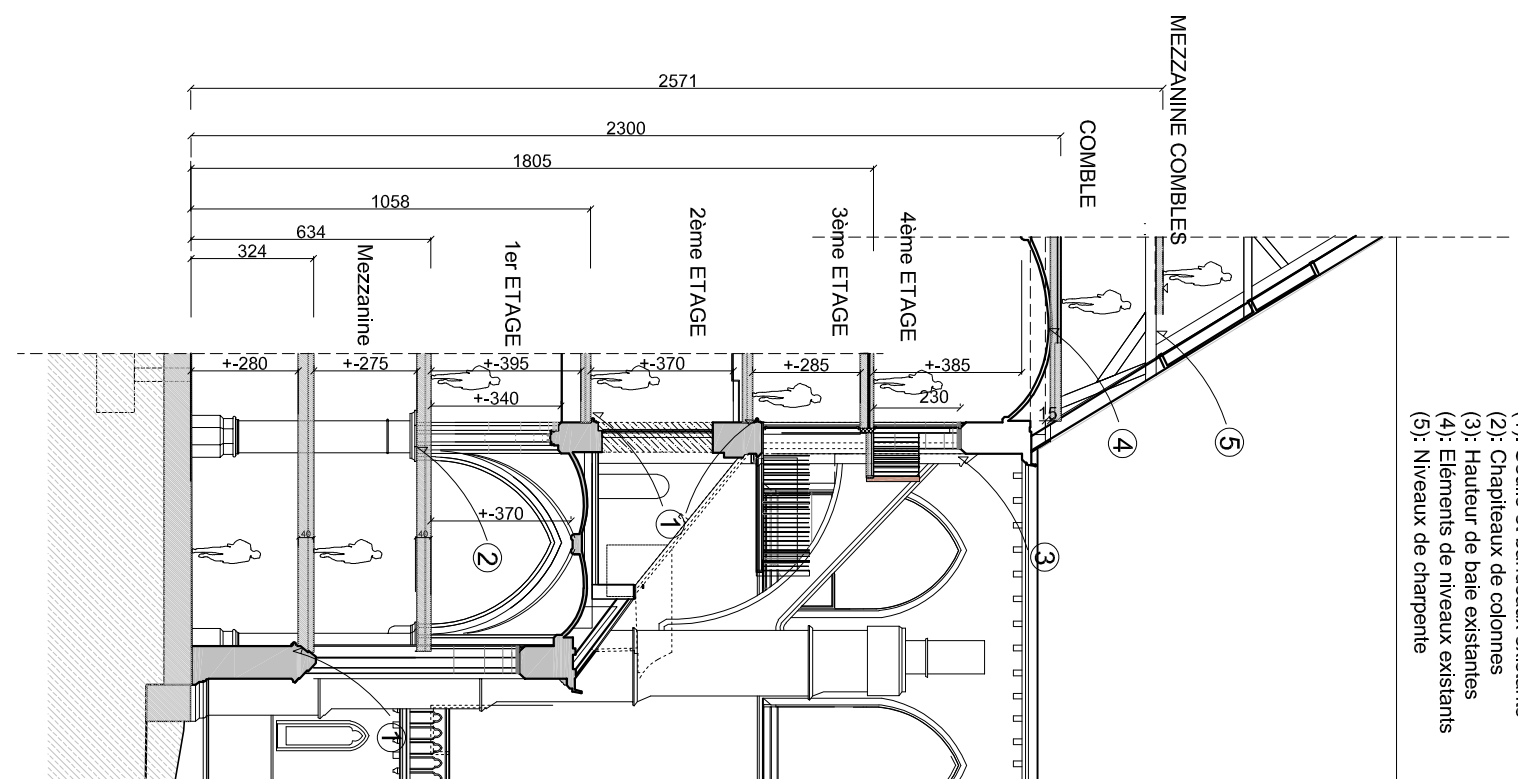 2571
2300
1805
1058
634
324
MEZZANINE COMBLES
COMBLE
4ème ETAGE
3ème ETAGE
2ème ETAGE
1er ETAGE
Mezzanine
+-280
+-275
+-395
+-370
+-285
+-385
+-340
230
15
+-370
40
40
1
1
2
3
4
5
(2): Chapiteaux de colonnes
(3): Hauteur de baie existantes
(4): Eléments de niveaux existants
(5): Niveaux de charpente